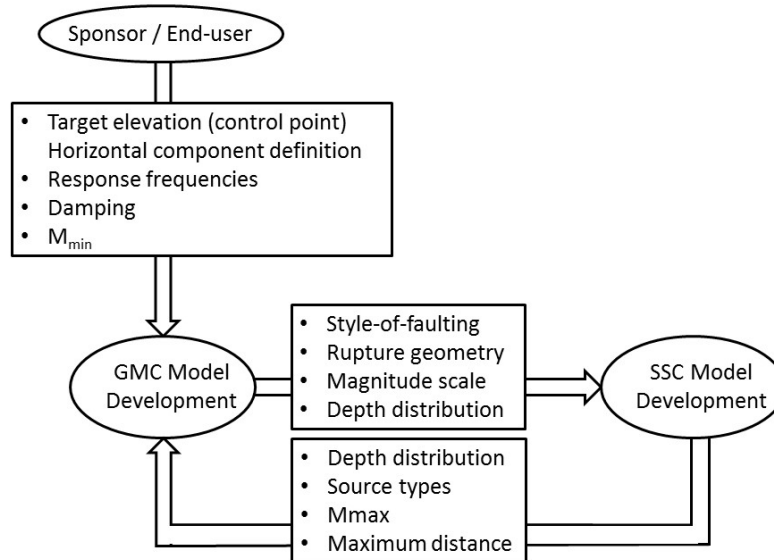 Sponsor / End-user
• Target elevation (control point)
Horizontal component definition
• Response frequencies
• Damping
• Mmin
GMC Model
Development
• Style-of-faulting
• Rupture geometry
• Magnitude scale
• Depth distribution
SSC Model
Development
• Depth distribution
• Source types
• Mmax
• Maximum distance